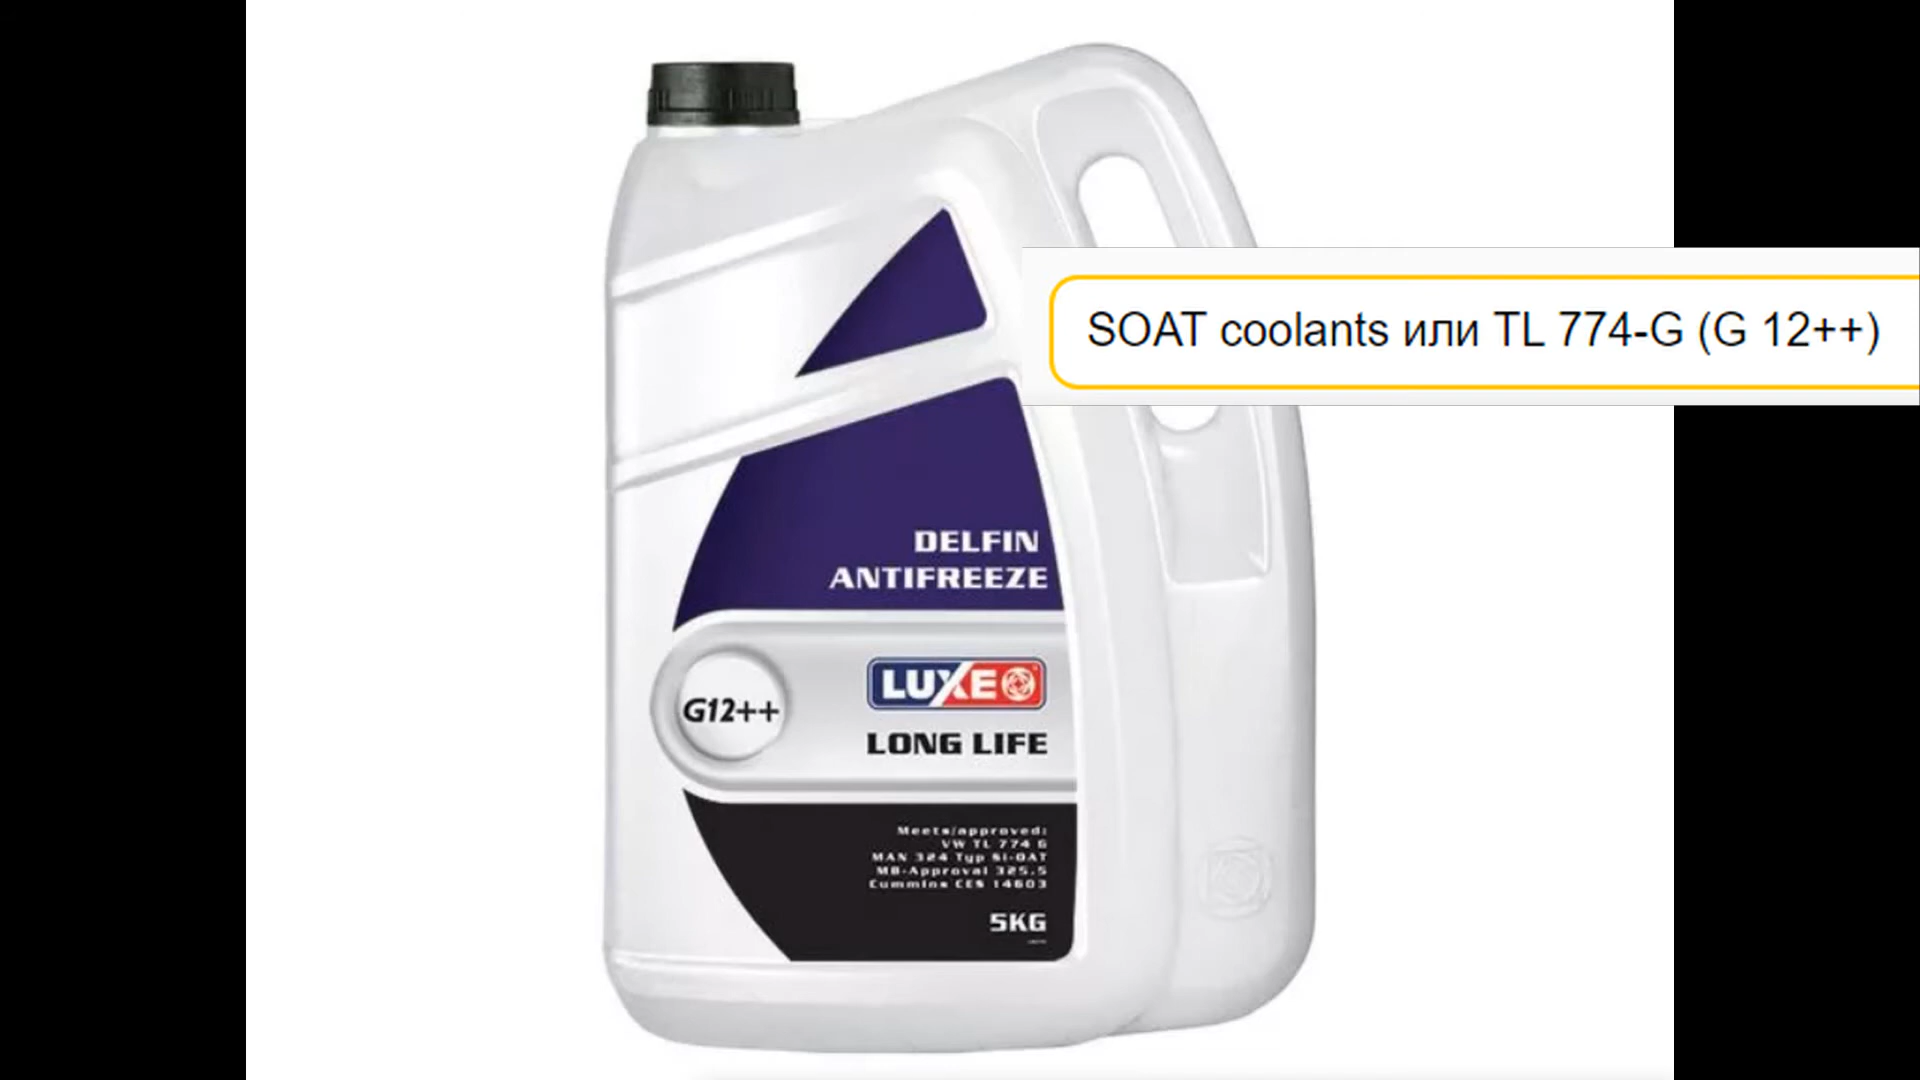 SOAT coolants или TL 774-G (G 12++)
DELFIN
ANTIFREEZE
G12++
LUXE
LONG LIFE
Meets/approved:
VW TL 774 G
MAN 324 Typ Si-OAT
MB-Approval 325.5
Cummins CES 14603
5KG